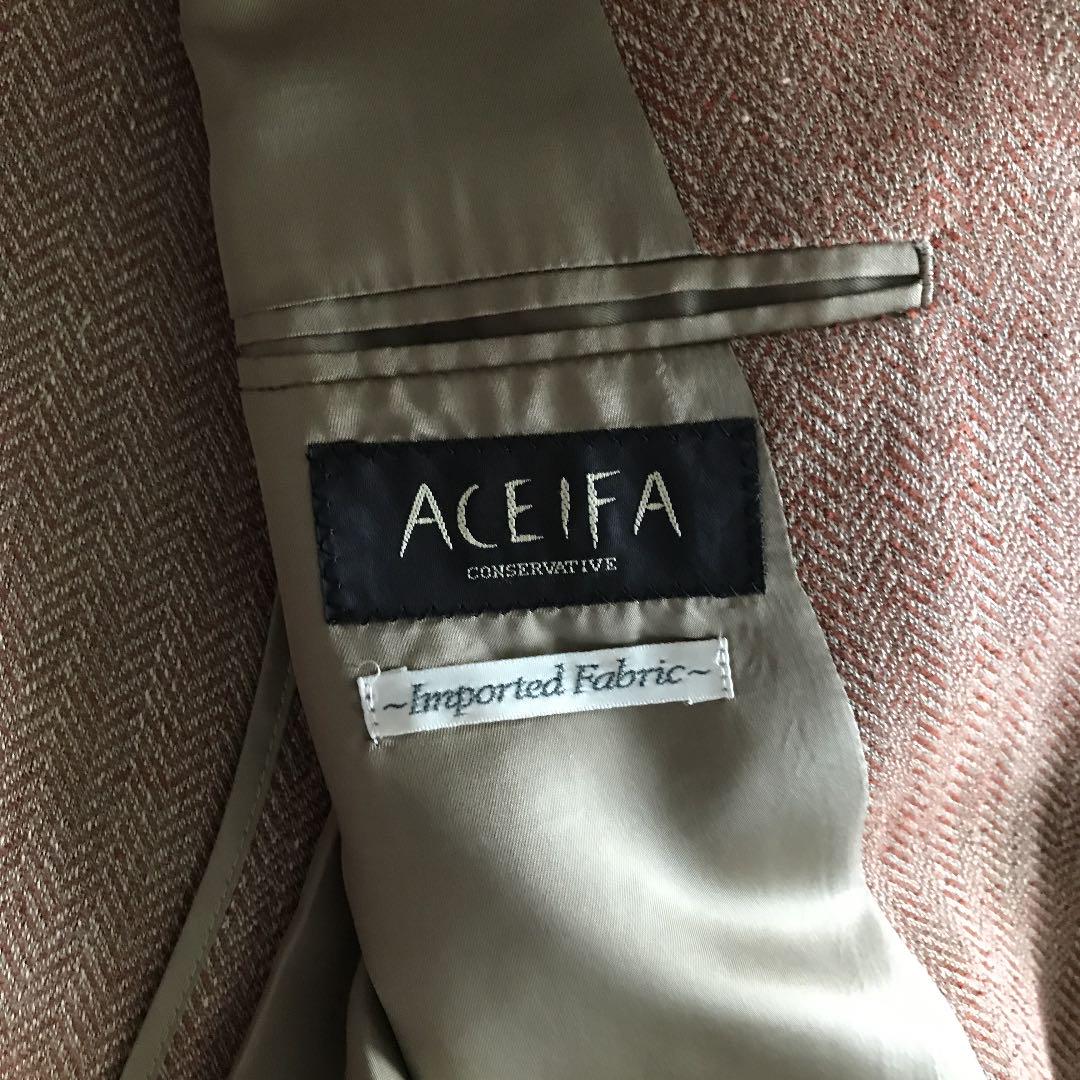 ACEIFA
CONSERVATIVE
~Imported Fabric~